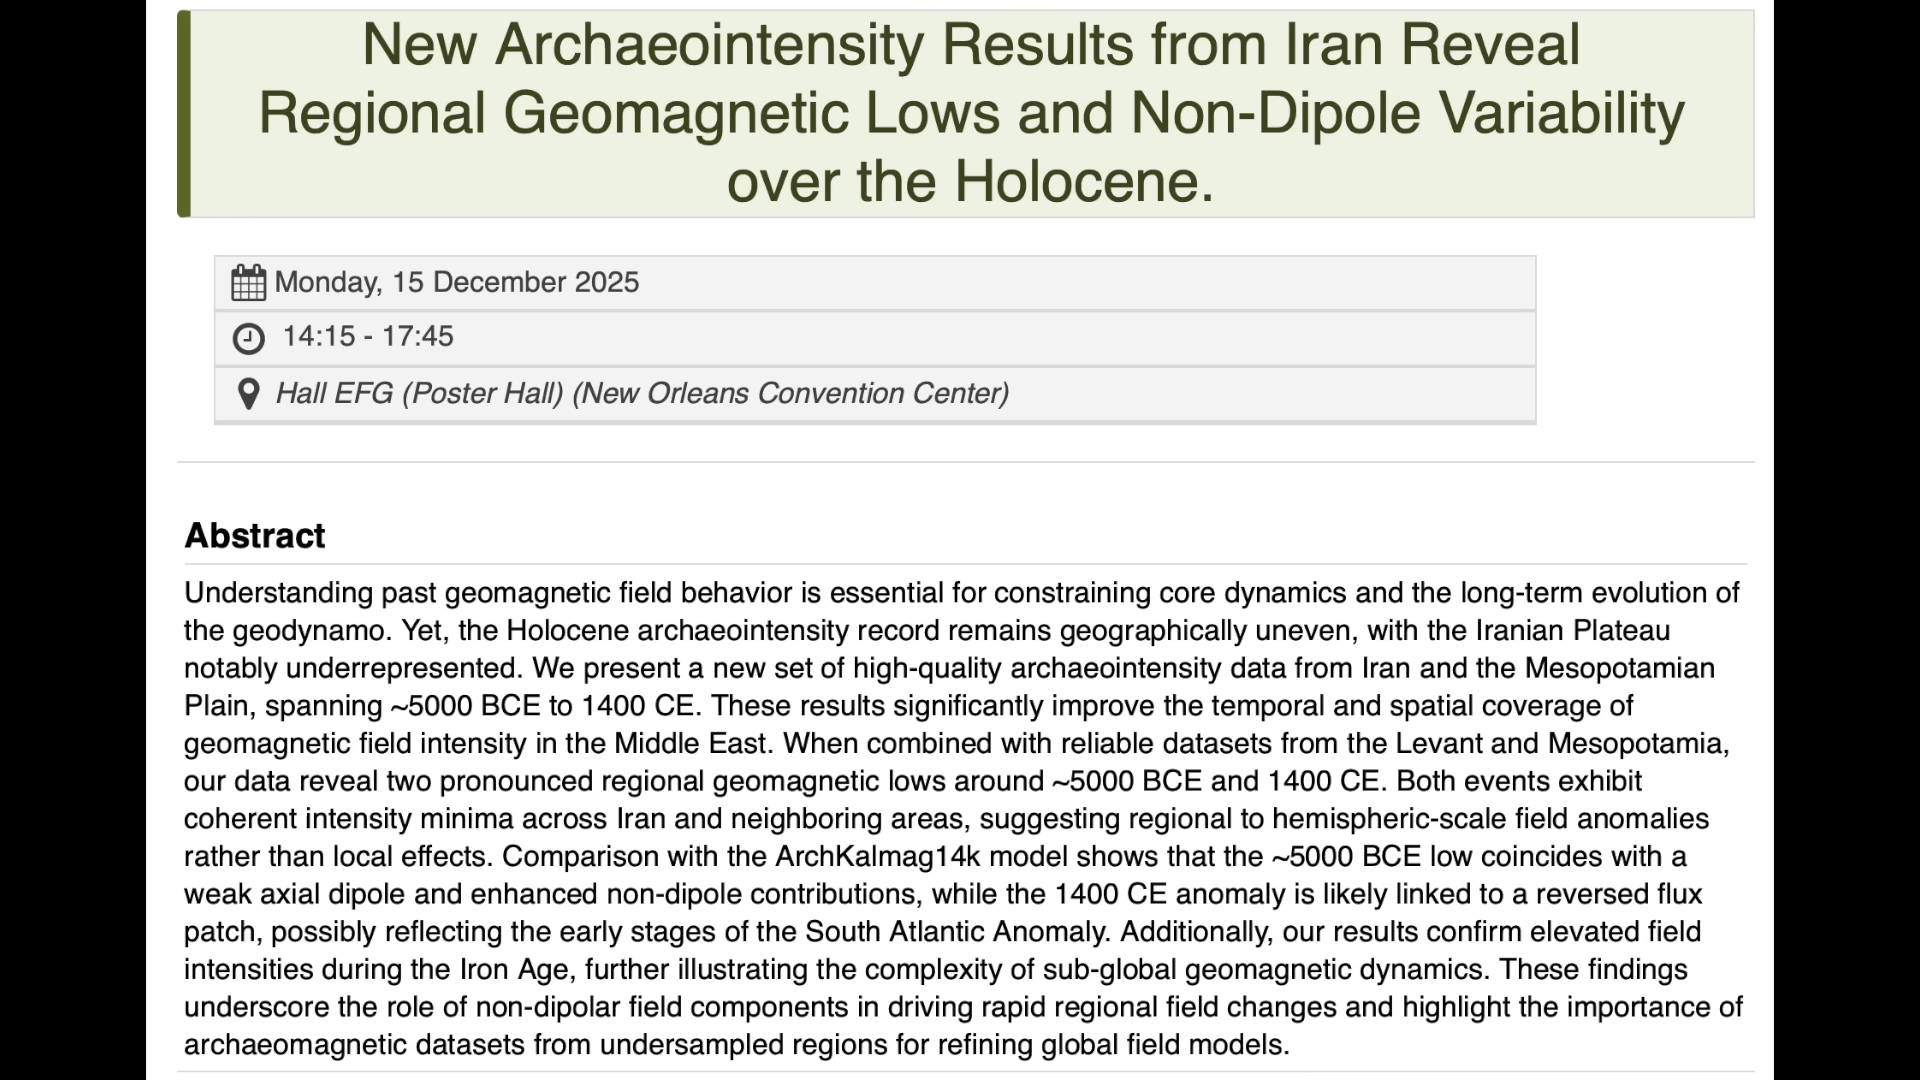 New Archaeointensity Results from Iran Reveal
Regional Geomagnetic Lows and Non-Dipole Variability
over the Holocene.
Monday, 15 December 2025
14:15 - 17:45
Hall EFG (Poster Hall) (New Orleans Convention Center)
Abstract
Understanding past geomagnetic field behavior is essential for constraining core dynamics and the long-term evolution of
the geodynamo. Yet, the Holocene archaeointensity record remains geographically uneven, with the Iranian Plateau
notably underrepresented. We present a new set of high-quality archaeointensity data from Iran and the Mesopotamian
Plain, spanning ~5000 BCE to 1400 CE. These results significantly improve the temporal and spatial coverage of
geomagnetic field intensity in the Middle East. When combined with reliable datasets from the Levant and Mesopotamia,
our data reveal two pronounced regional geomagnetic lows around ~5000 BCE and 1400 CE. Both events exhibit
coherent intensity minima across Iran and neighboring areas, suggesting regional to hemispheric-scale field anomalies
rather than local effects. Comparison with the ArchKalmag14k model shows that the ~5000 BCE low coincides with a
weak axial dipole and enhanced non-dipole contributions, while the 1400 CE anomaly is likely linked to a reversed flux
patch, possibly reflecting the early stages of the South Atlantic Anomaly. Additionally, our results confirm elevated field
intensities during the Iron Age, further illustrating the complexity of sub-global geomagnetic dynamics. These findings
underscore the role of non-dipolar field components in driving rapid regional field changes and highlight the importance of
archaeomagnetic datasets from undersampled regions for refining global field models.